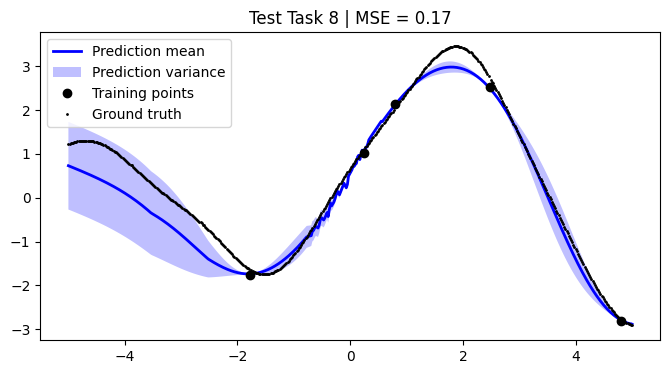 Test Task 8 | MSE = 0.17
Prediction mean
Prediction variance
Training points
Ground truth
3
2
1
0
−1
−2
−3
−4
−2
0
2
4